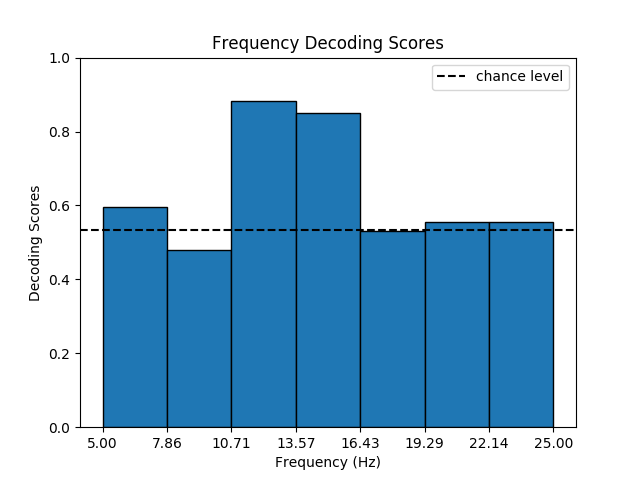 Frequency Decoding Scores
chance level
1.0
0.8
0.6
0.4
0.2
0.0
Decoding Scores
5.00 7.86 10.71 13.57 16.43 19.29 22.14 25.00
Frequency (Hz)